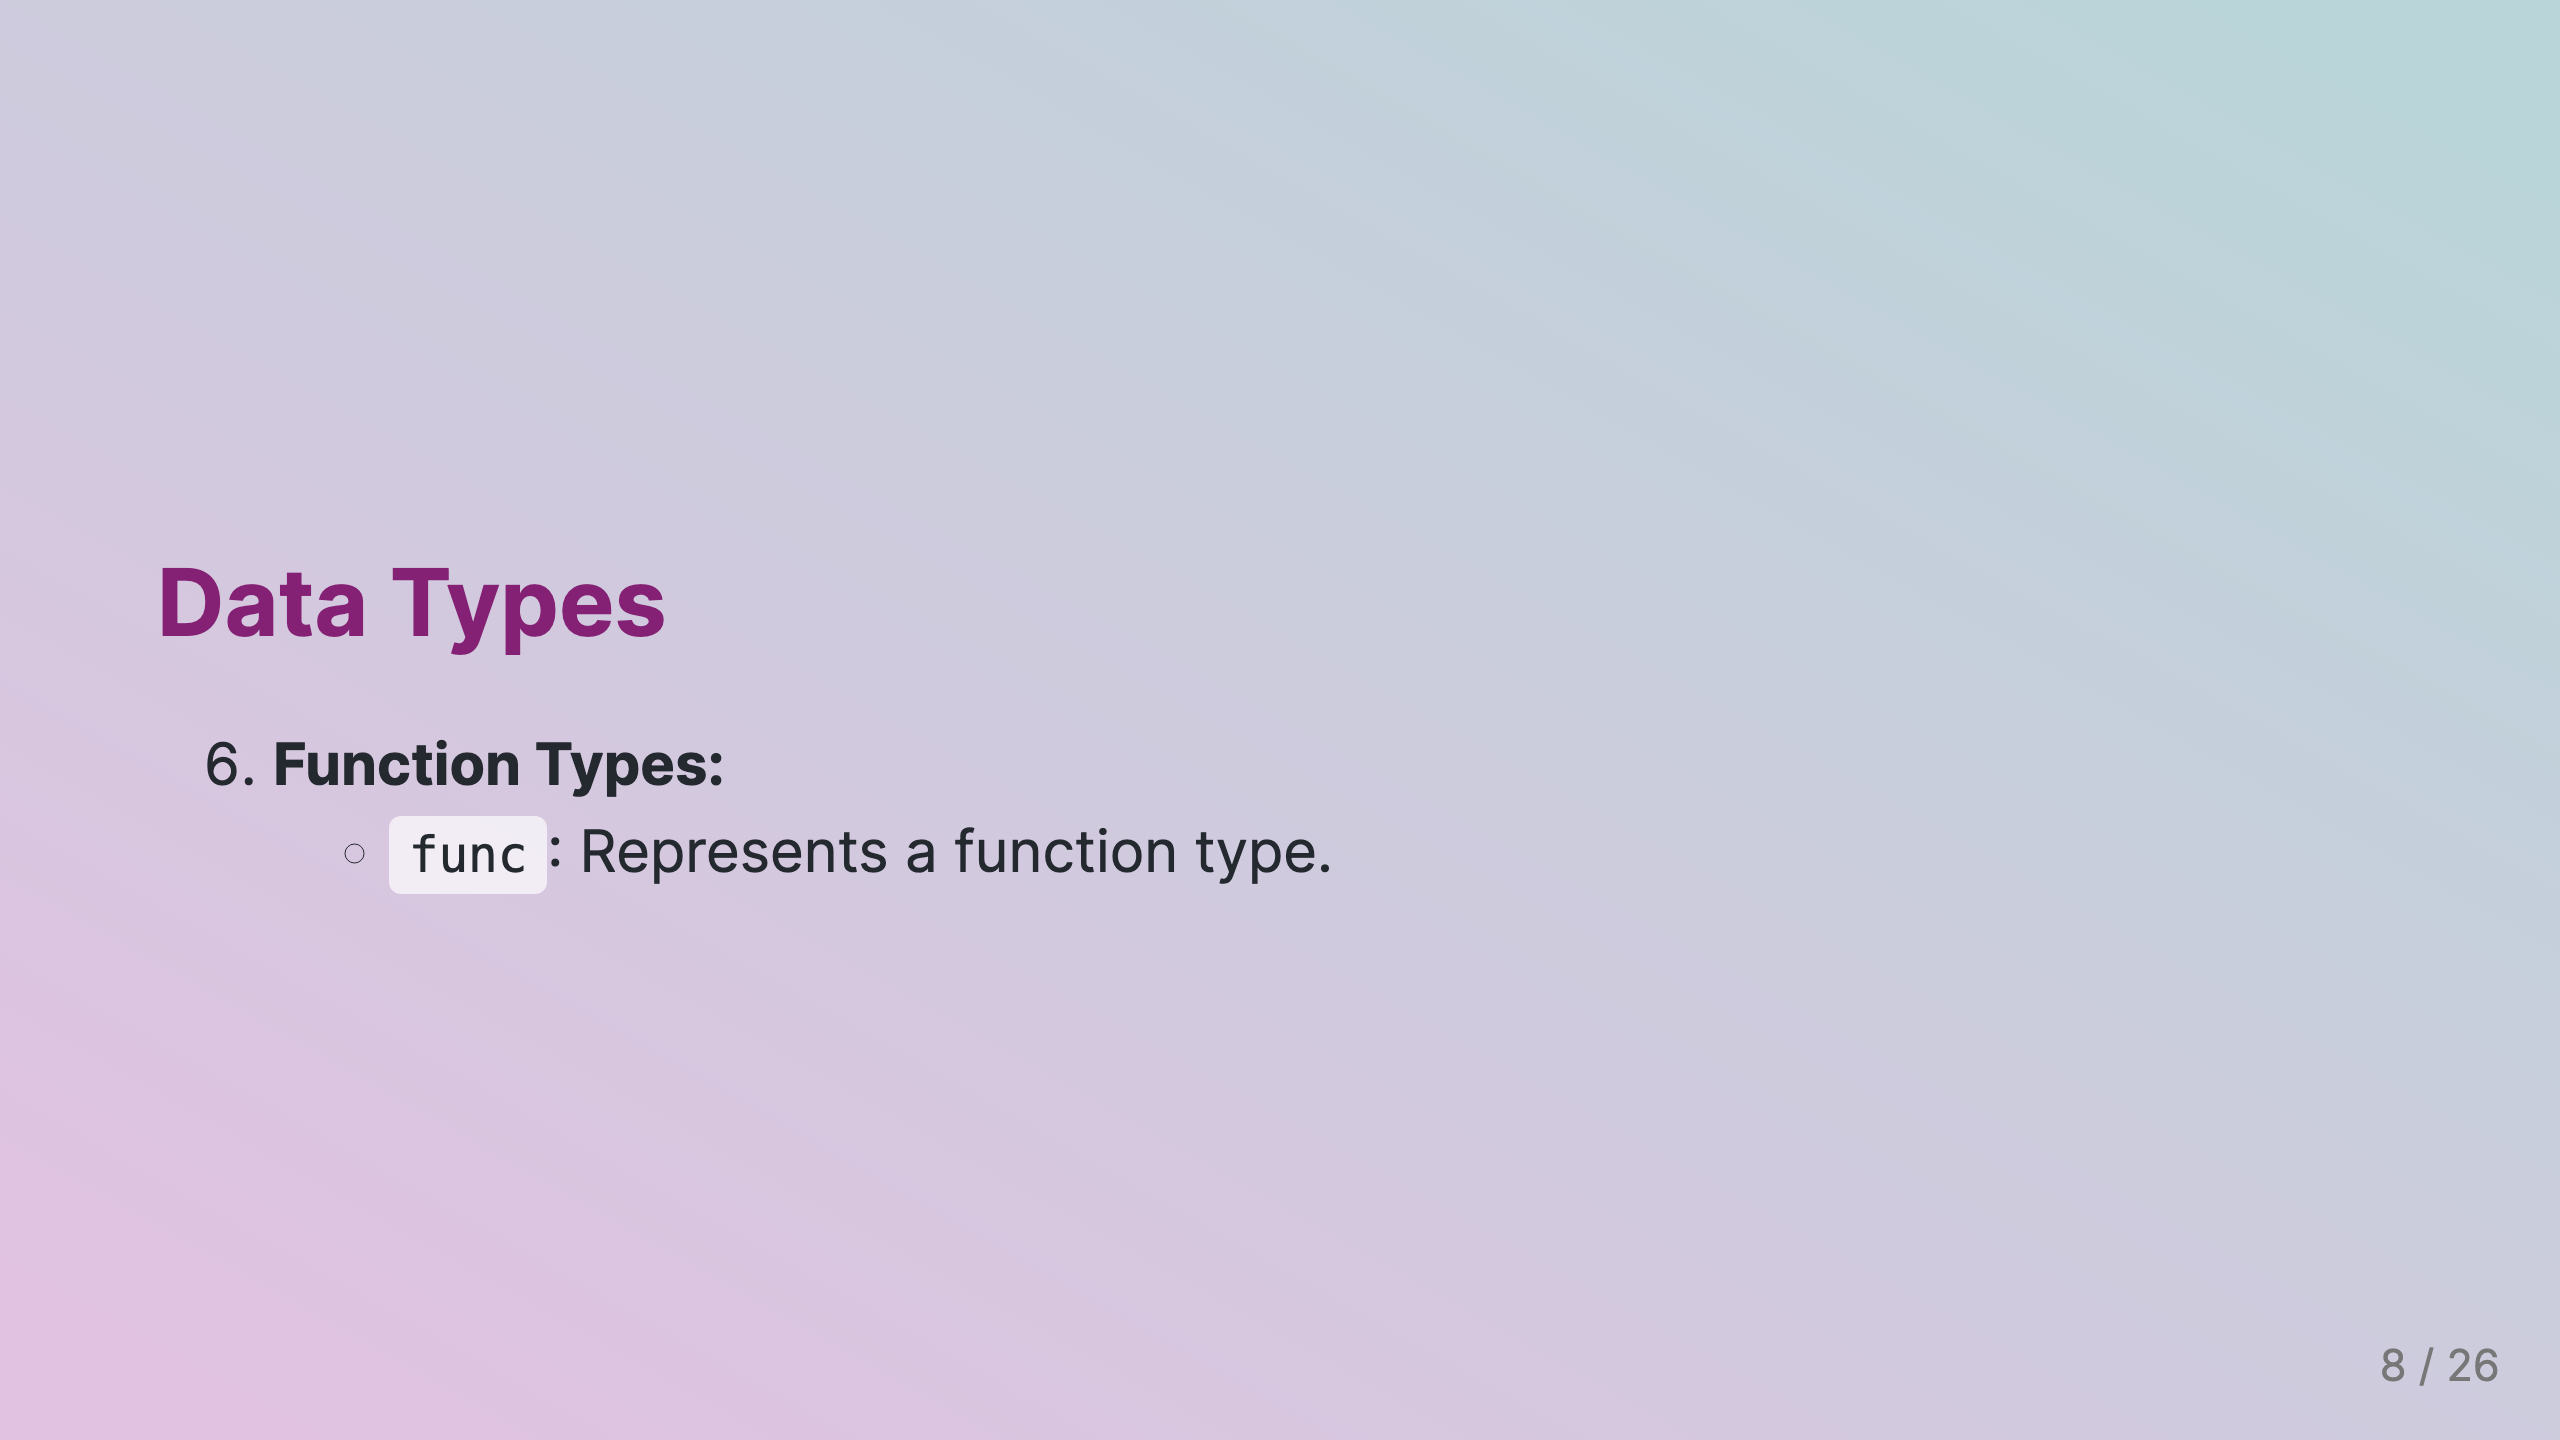 Data Types
6. Function Types:
○ func: Represents a function type.
8 / 26